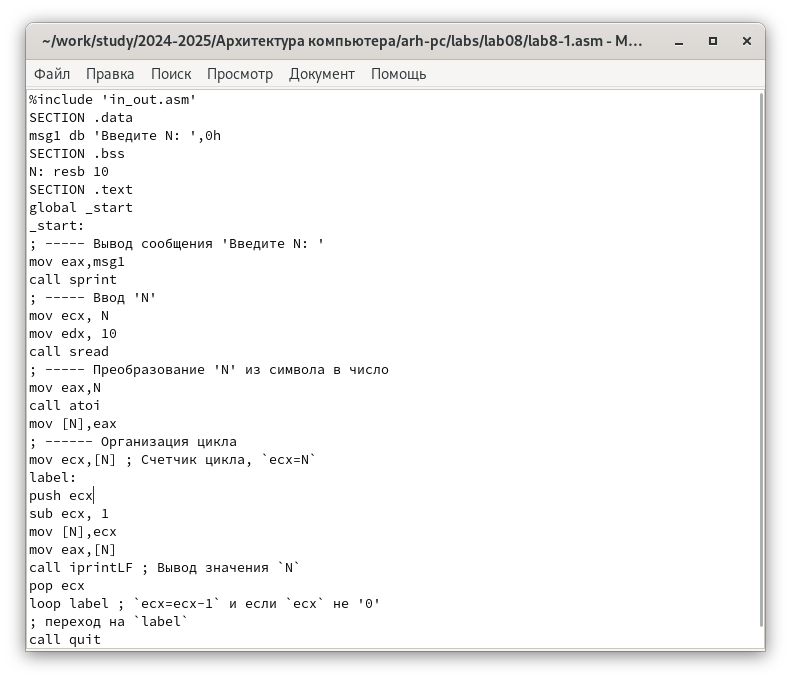 ~/work/study/2024-2025/Архитектура компьютера/arh-pc/labs/lab08/lab8-1.asm - M...
Файл Правка Поиск Просмотр Документ Помощь
%include 'in_out.asm'
SECTION .data
msg1 db 'Введите N: ',0h
SECTION .bss
N: resb 10
SECTION .text
global _start
_start:
; ----- Вывод сообщения 'Введите N: '
mov eax,msg1
call sprint
; ----- Ввод 'N'
mov ecx, N
mov edx, 10
call sread
; ----- Преобразование 'N' из символа в число
mov eax,N
call atoi
mov [N],eax
; ------ Организация цикла
mov ecx,[N] ; Счетчик цикла, `ecx=N`
label:
push ecx
sub ecx, 1
mov [N],ecx
mov eax,[N]
call iprintLF ; Вывод значения `N`
pop ecx
loop label ; `ecx=ecx-1` и если `ecx` не '0'
; переход на `label`
call quit